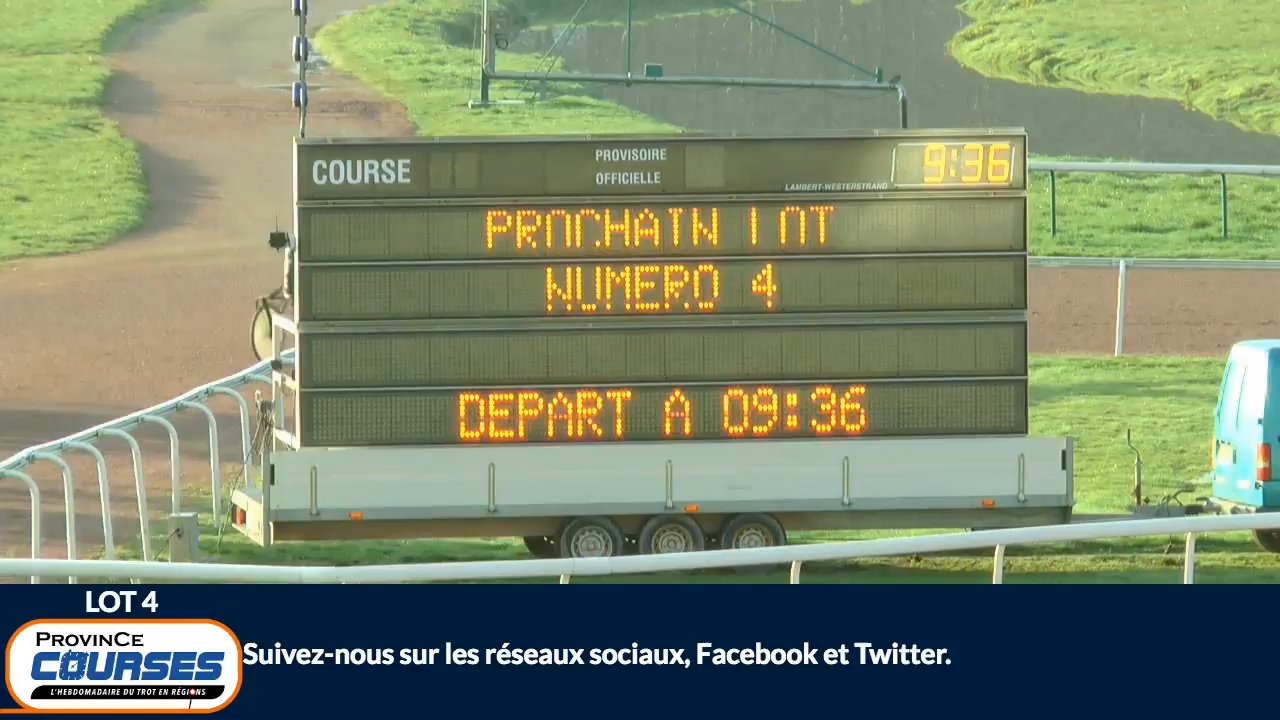 COURSE
PROVISOIRE
OFFICIELLE
9:36
LAMBERT-WESTERSTRAND
PROCHAIN LOT
NUMERO 4
DEPART A 09:36
LOT 4
PROVINCE
COURSES
L'HEBDOMADAIRE DU TROT EN RÉGIONS
Suivez-nous sur les réseaux sociaux, Facebook et Twitter.